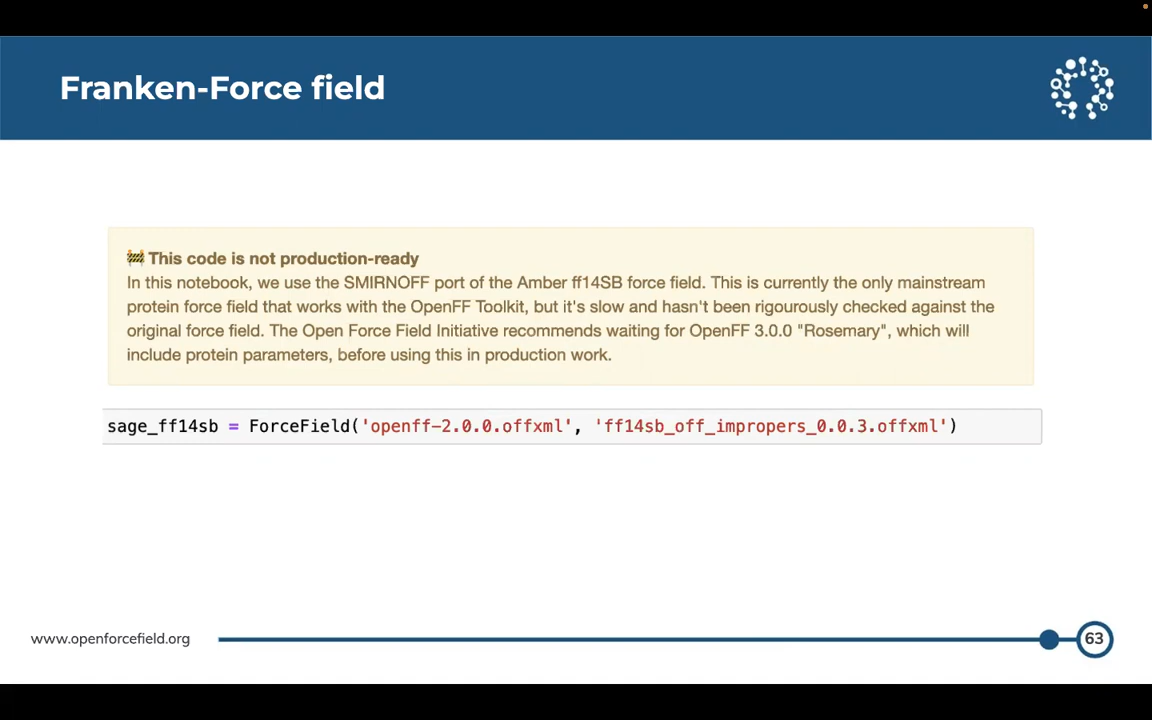 Franken-Force field
🚧 This code is not production-ready
In this notebook, we use the SMIRNOFF port of the Amber ff14SB force field. This is currently the only mainstream
protein force field that works with the OpenFF Toolkit, but it's slow and hasn't been rigourously checked against the
original force field. The Open Force Field Initiative recommends waiting for OpenFF 3.0.0 "Rosemary", which will
include protein parameters, before using this in production work.
sage_ff14sb = ForceField('openff-2.0.0.offxml', 'ff14sb_off_impropers_0.0.3.offxml')
www.openforcefield.org
63